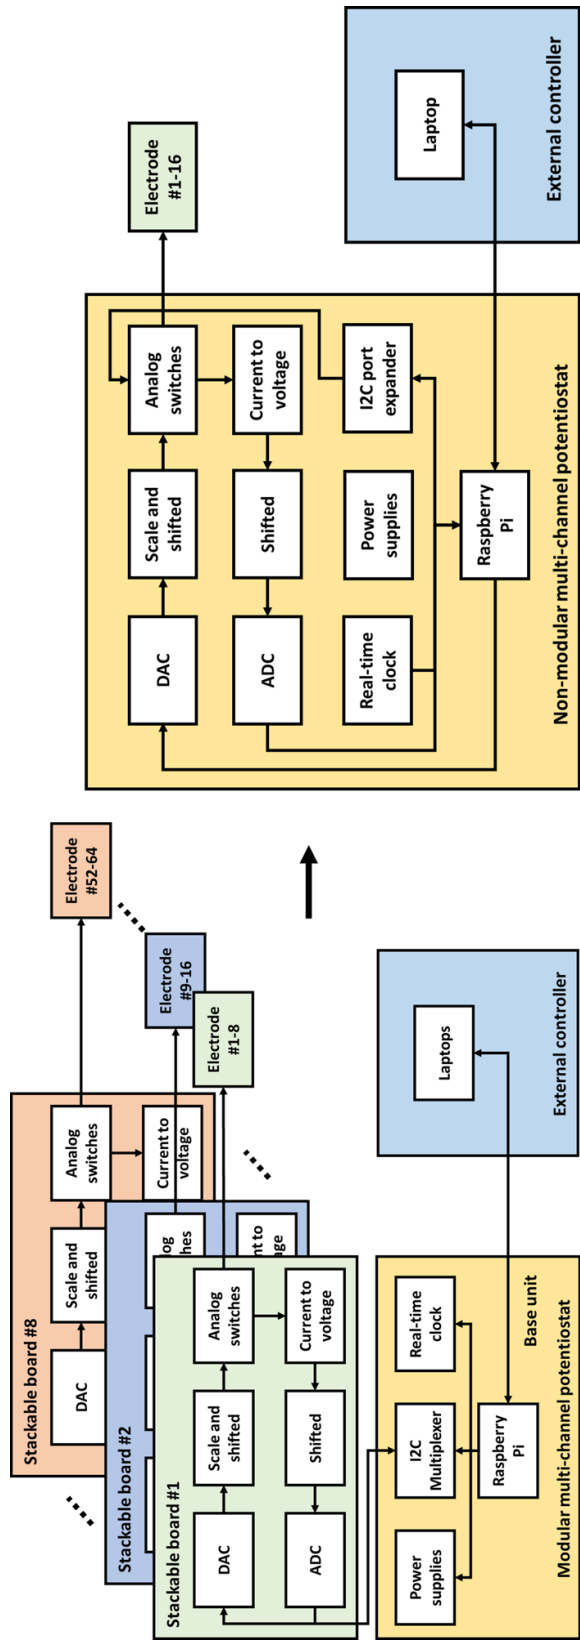 Stackable board #8
DAC
Scale and
shifted
Analog
switches
Current to
voltage
Electrode
#52-64
Stackable board #2
Electrode
#9-16
Stackable board #1
DAC
Scale and
shifted
Analog
switches
ADC
Shifted
Current to
voltage
Electrode
#1-8
Power
supplies
I2C
Multiplexer
Real-time
clock
Raspberry
Pi
Base unit
Modular multi-channel potentiostat
Laptops
External controller
DAC
Scale and
shifted
Analog
switches
Electrode
#1-16
ADC
Shifted
Current to
voltage
Real-time
clock
Power
supplies
I2C port
expander
Raspberry
Pi
Non-modular multi-channel potentiostat
Laptop
External controller